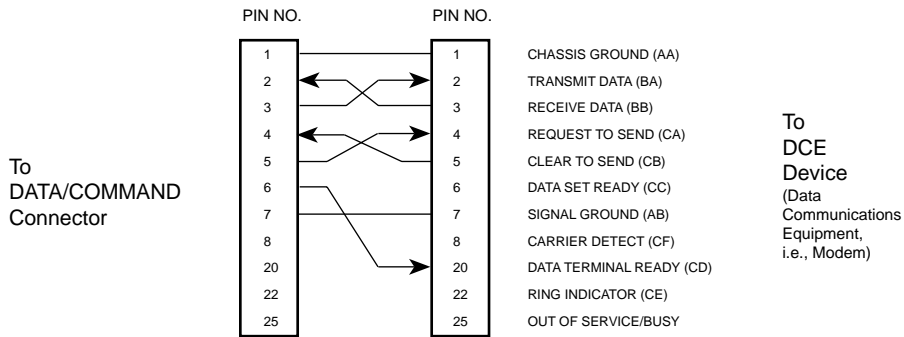 PIN NO. PIN NO.
1 1 CHASSIS GROUND (AA)
2 2 TRANSMIT DATA (BA)
3 3 RECEIVE DATA (BB)
4 4 REQUEST TO SEND (CA)
5 5 CLEAR TO SEND (CB)
6 6 DATA SET READY (CC)
7 7 SIGNAL GROUND (AB)
8 8 CARRIER DETECT (CF)
20 20 DATA TERMINAL READY (CD)
22 22 RING INDICATOR (CE)
25 25 OUT OF SERVICE/BUSY
To
DATA/COMMAND
Connector
To
DCE
Device
(Data
Communications
Equipment,
i.e., Modem)